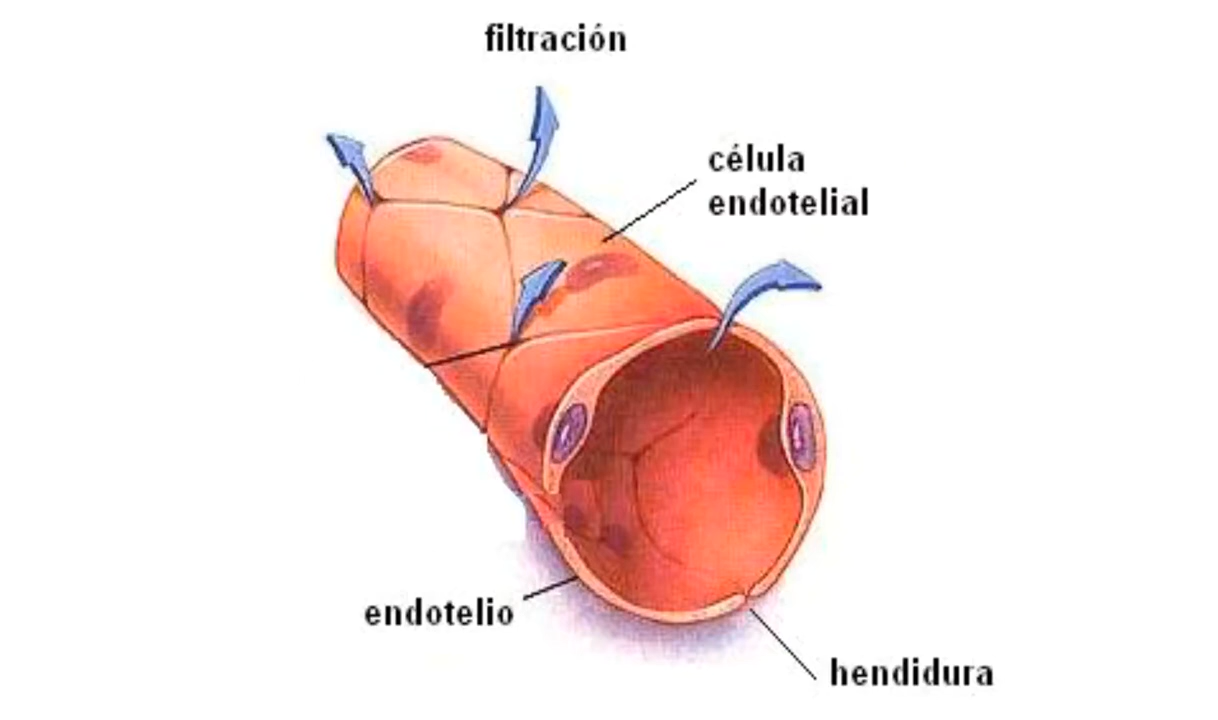 filtración
célula
endotelial
endotelio
hendidura